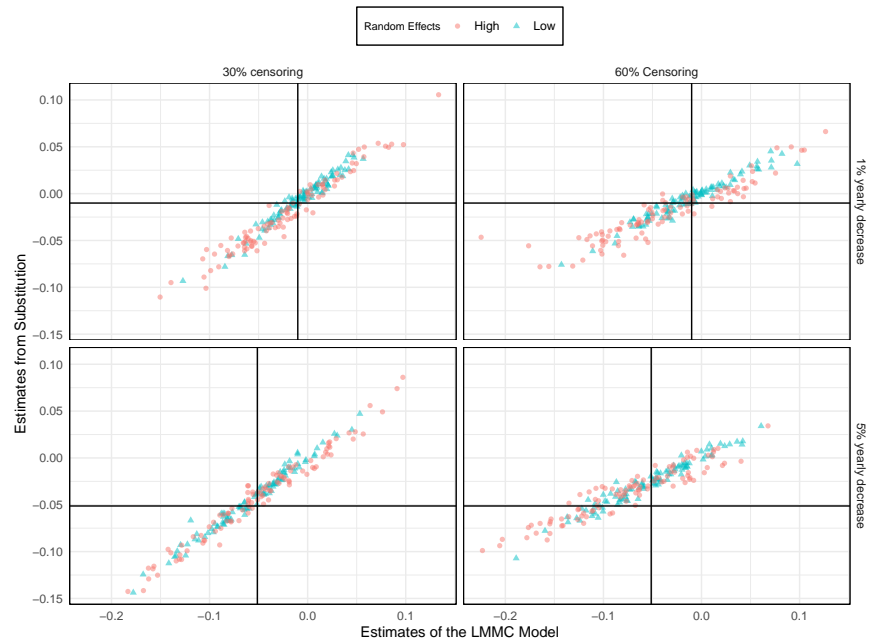 Random Effects High Low
30% censoring 60% Censoring
0.10
0.05
0.00
−0.05
−0.10
−0.15
1% yearly decrease
0.10
0.05
0.00
−0.05
−0.10
−0.15
5% yearly decrease
Estimates from Substitution
−0.2 −0.1 0.0 0.1 −0.2 −0.1 0.0 0.1
Estimates of the LMMC Model